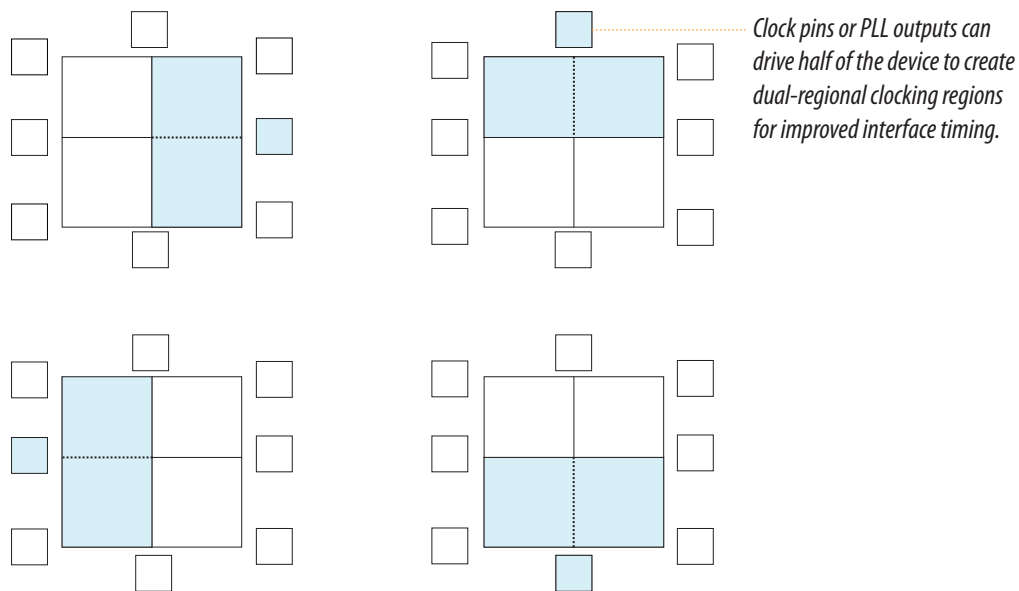 Clock pins or PLL outputs can
drive half of the device to create
dual-regional clocking regions
for improved interface timing.